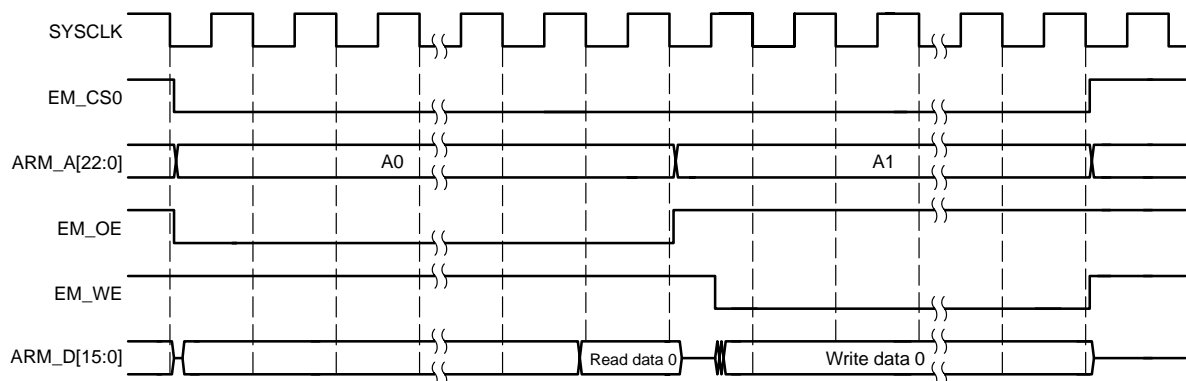 SYSCLK
EM_CS0
ARM_A[22:0] A0 A1
EM_OE
EM_WE
ARM_D[15:0] Read data 0 Write data 0